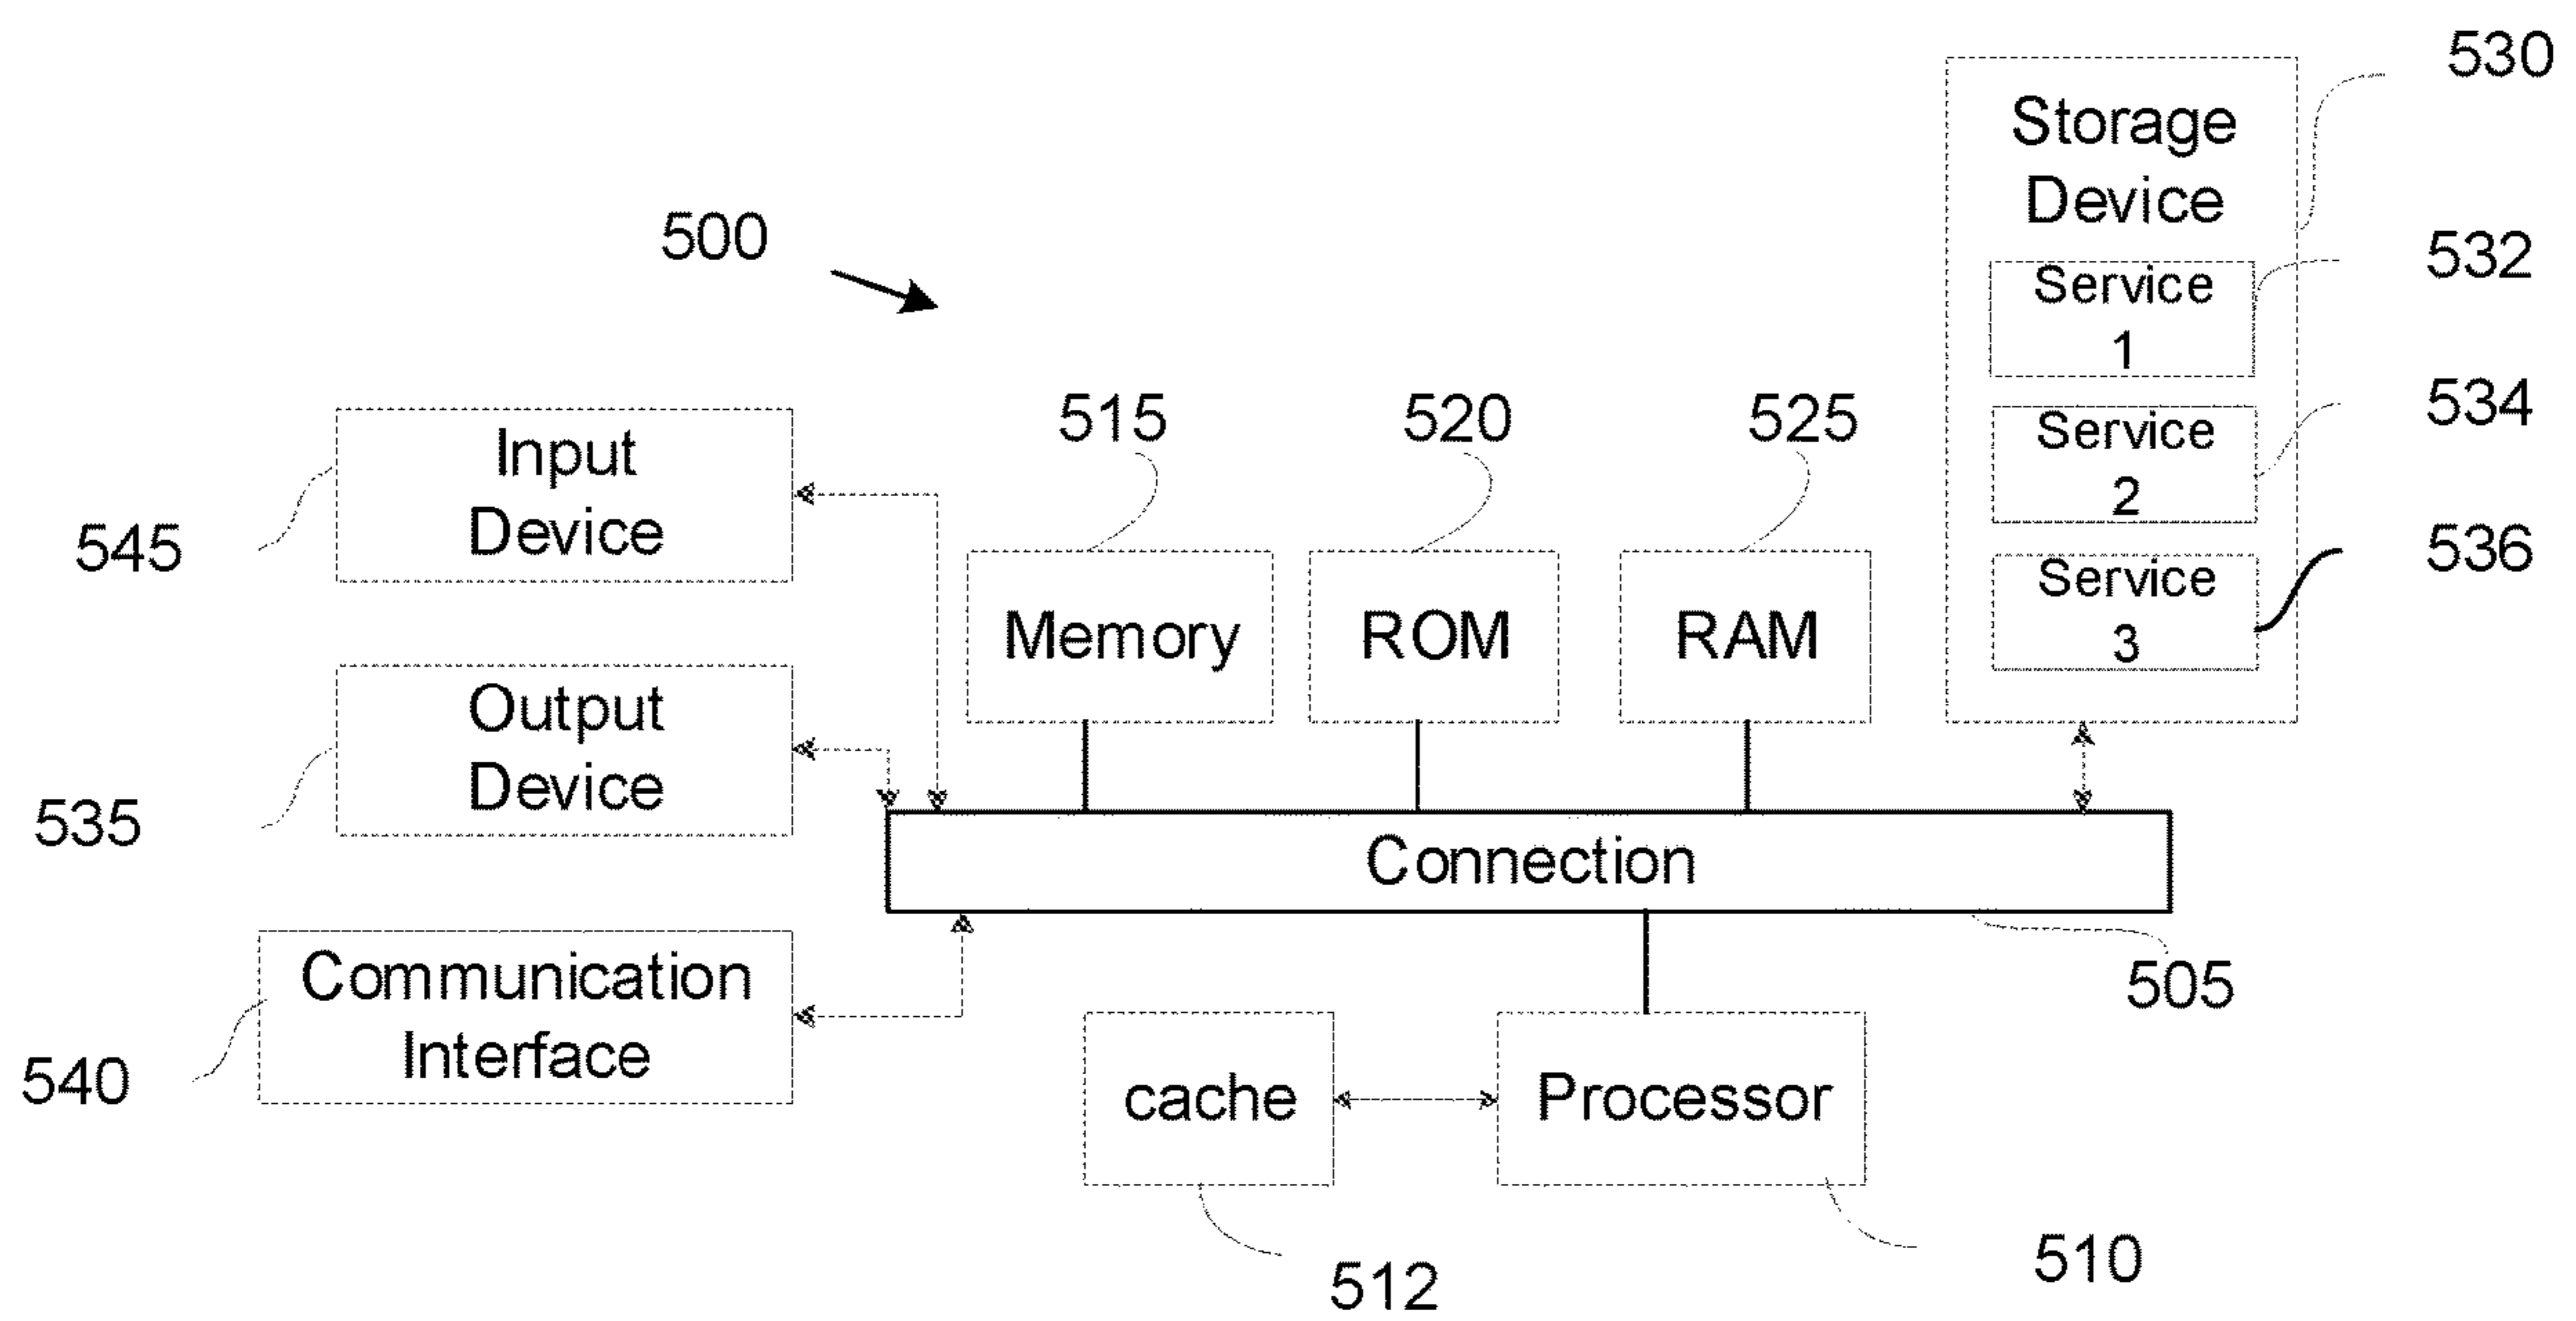 530
Storage
Device
500
532
Service
1
534
Service
2
536
Service
3
515
520
525
Input
Device
545
Memory
ROM
RAM
Output
Device
535
Connection
505
Communication
Interface
540
cache
Processor
512
510